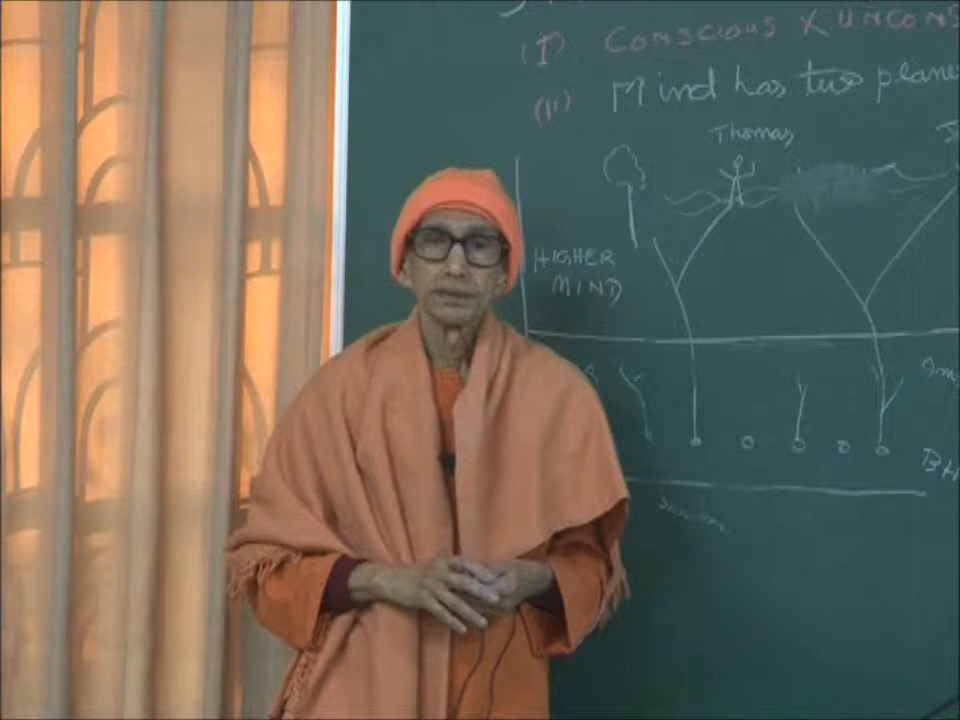 (I) CONSCIOUS X UNCONS
(II) Mind has two plane
Thomas
HIGHER
MIND